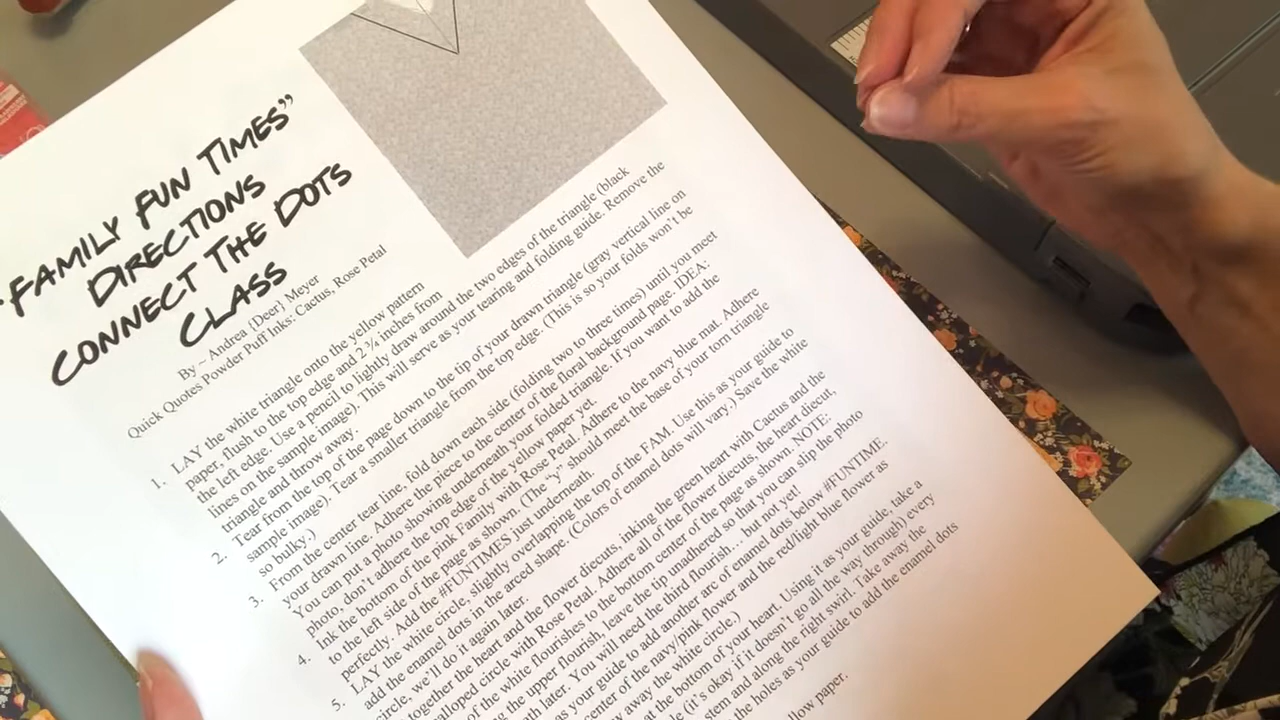 "FAMILY FUN TIMES"
DIRECTIONS
CONNECT THE DOTS
CLASS
By ~ Andrea {Deer} Meyer
Quick Quotes Powder Puff Inks: Cactus, Rose Petal
1. LAY the white triangle onto the yellow pattern
paper, flush to the top edge and 2 ¾ inches from
the left edge. Use a pencil to lightly draw around the two edges of the triangle (black
lines on the sample image). This will serve as your tearing and folding guide. Remove the
triangle and throw away.
2. Tear from the top of the page down to the tip of your drawn triangle (gray vertical line on
sample image). Tear a smaller triangle from the top edge. (This is so your folds won't be
so bulky.)
3. From the center tear line, fold down each side (folding two to three times) until you meet
your drawn line. Adhere the piece to the center of the floral background page. IDEA:
You can put a photo showing underneath your folded triangle. If you want to add the
photo, don't adhere the top edge of the yellow paper yet.
4. Ink the bottom of the pink Family with Rose Petal. Adhere to the navy blue mat. Adhere
to the left side of the page as shown. (The "y" should meet the base of your torn triangle
perfectly. Add the #FUNTIMES just underneath.
5. LAY the white circle, slightly overlapping the top of the FAM. Use this as your guide to
add the enamel dots in the arced shape. (Colors of enamel dots will vary.) Save the white
circle, we'll do it again later.
together the heart and the flower diecuts, inking the green heart with Cactus and the
alloped circle with Rose Petal. Adhere all of the flower diecuts, the heart diecut,
of the white flourishes to the bottom center of the page as shown. NOTE:
ng the upper flourish, leave the tip unadhered so that you can slip the photo
th later. You will need the third flourish… but not yet!
as your guide to add another arc of enamel dots below #FUNTIME.
center of the navy/pink flower and the red/light blue flower as
w away the white circle.)
at the bottom of your heart. Using it as your guide, take a
le (it's okay if it doesn't go all the way through) every
stem and along the right swirl. Take away the
he holes as your guide to add the enamel dots
llow paper.